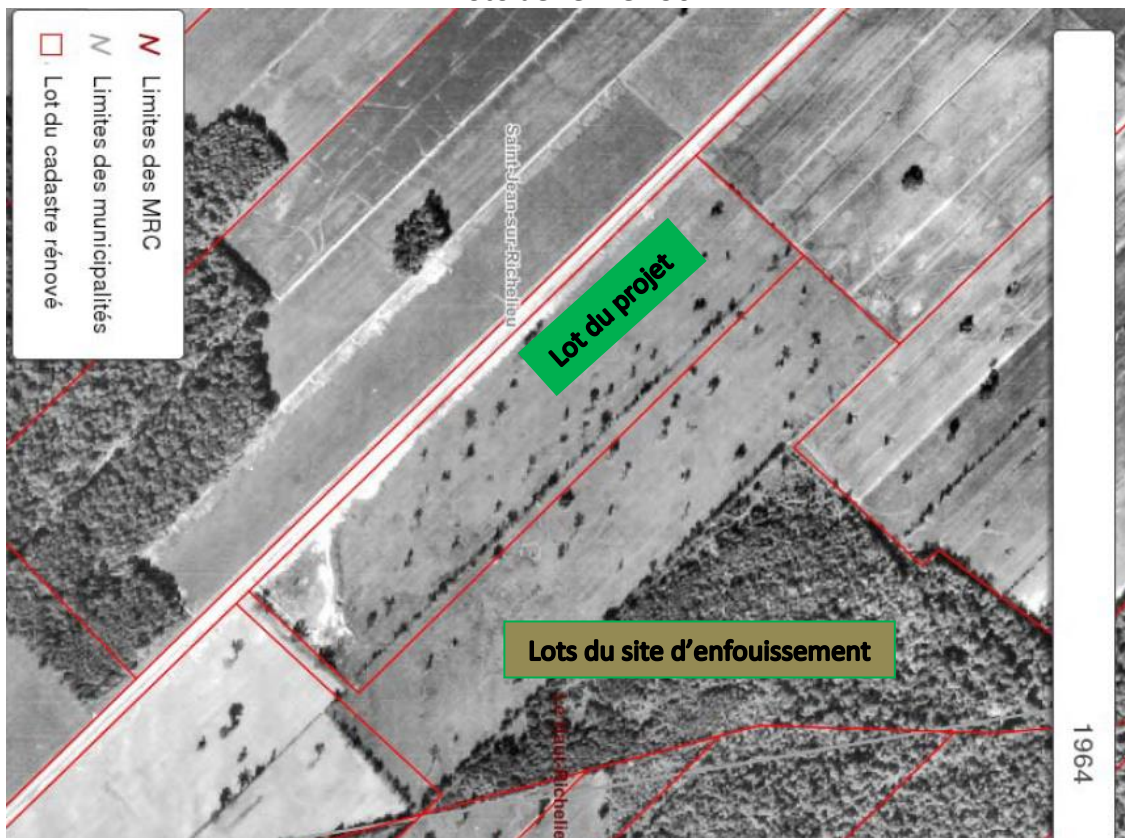 Limites des MRC
Limites des municipalités
Lot du cadastre rénové
Saint-Jean-sur-Richelieu
Lot du projet
Lots du site d'enfouissement
1964